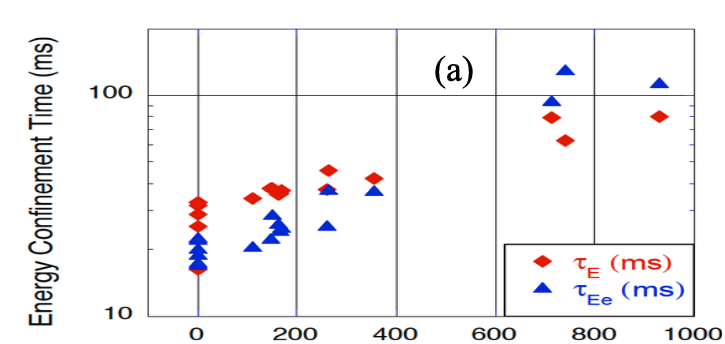 Energy Confinement Time (ms)
(a)
100
10
τE (ms)
τEe (ms)
0 200 400 600 800 1000